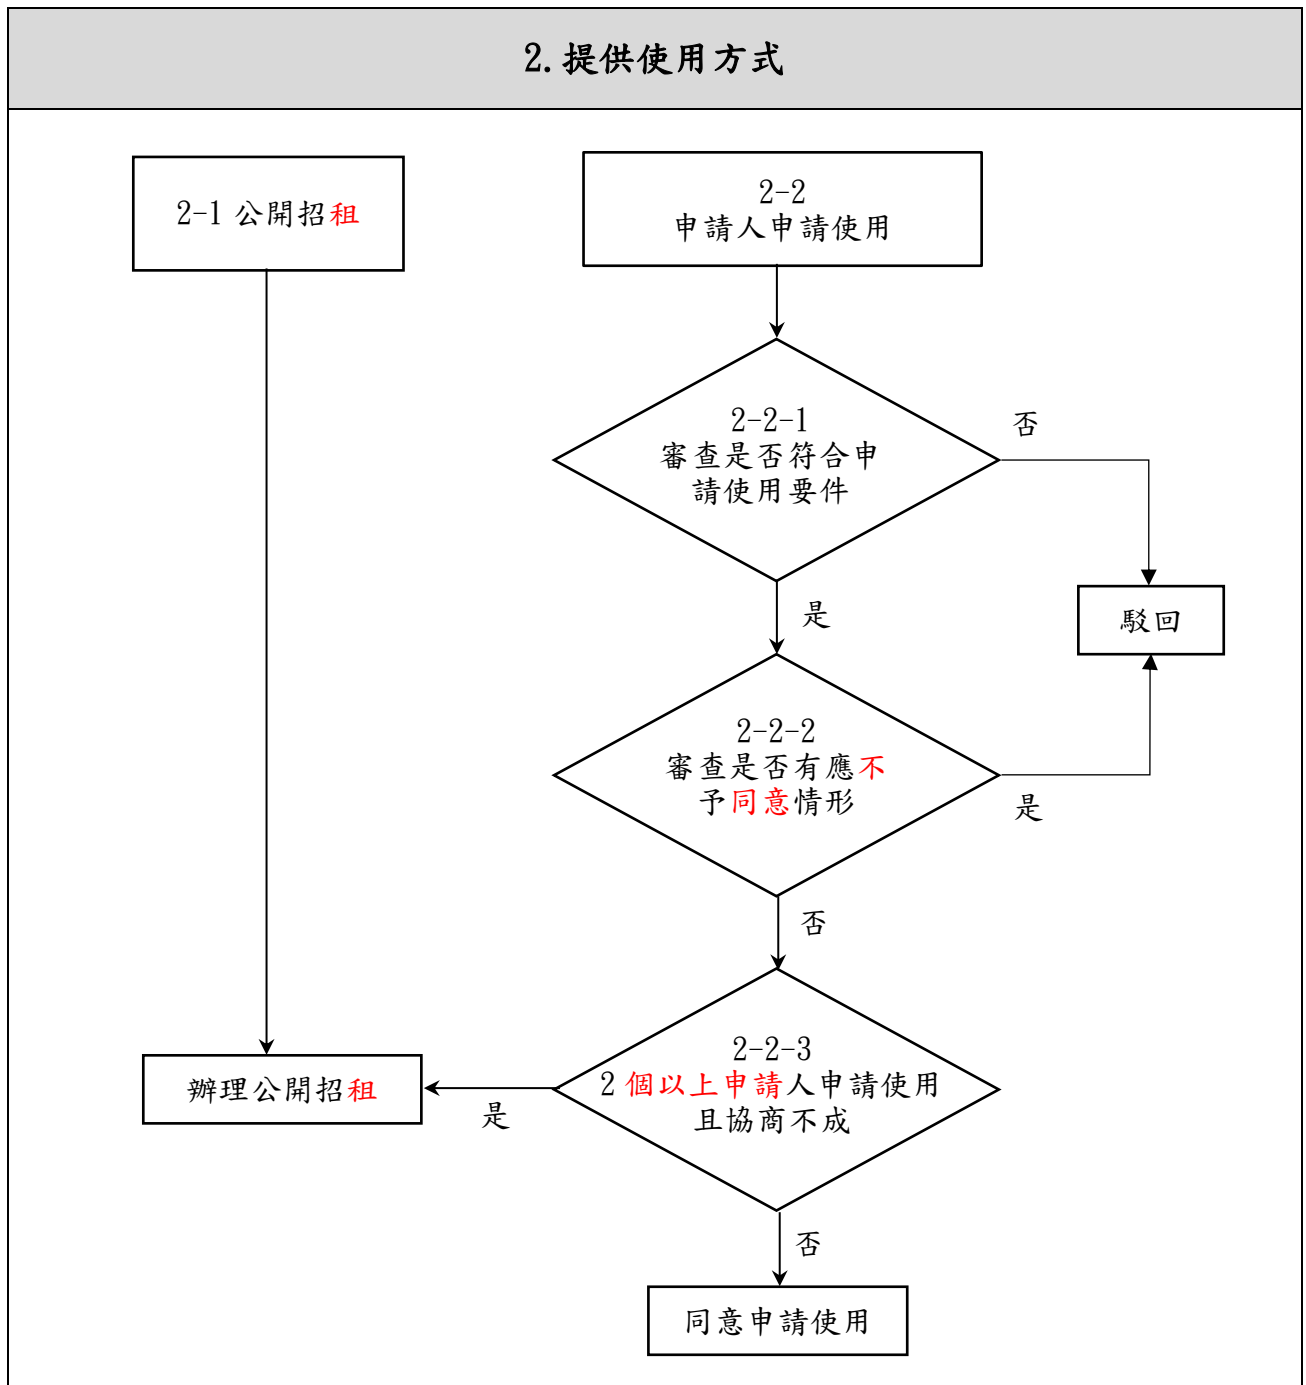 2.提供使用方式
2-1 公開招租
2-2
申請人申請使用
2-2-1
審查是否符合申
請使用要件
否
是
駁回
2-2-2
審查是否有應不
予同意情形
是
否
2-2-3
2 個以上申請人申請使用
且協商不成
辦理公開招租
是
否
同意申請使用